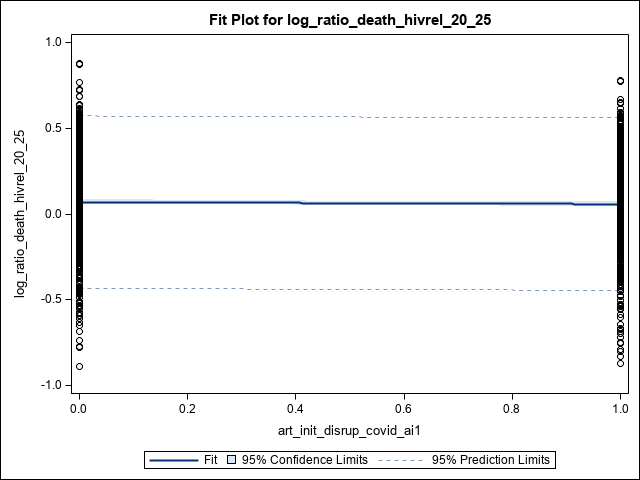 Fit Plot for log_ratio_death_hivrel_20_25
log_ratio_death_hivrel_20_25
1.0
0.5
0.0
-0.5
-1.0
0.0 0.2 0.4 0.6 0.8 1.0
art_init_disrup_covid_ai1
Fit 95% Confidence Limits 95% Prediction Limits